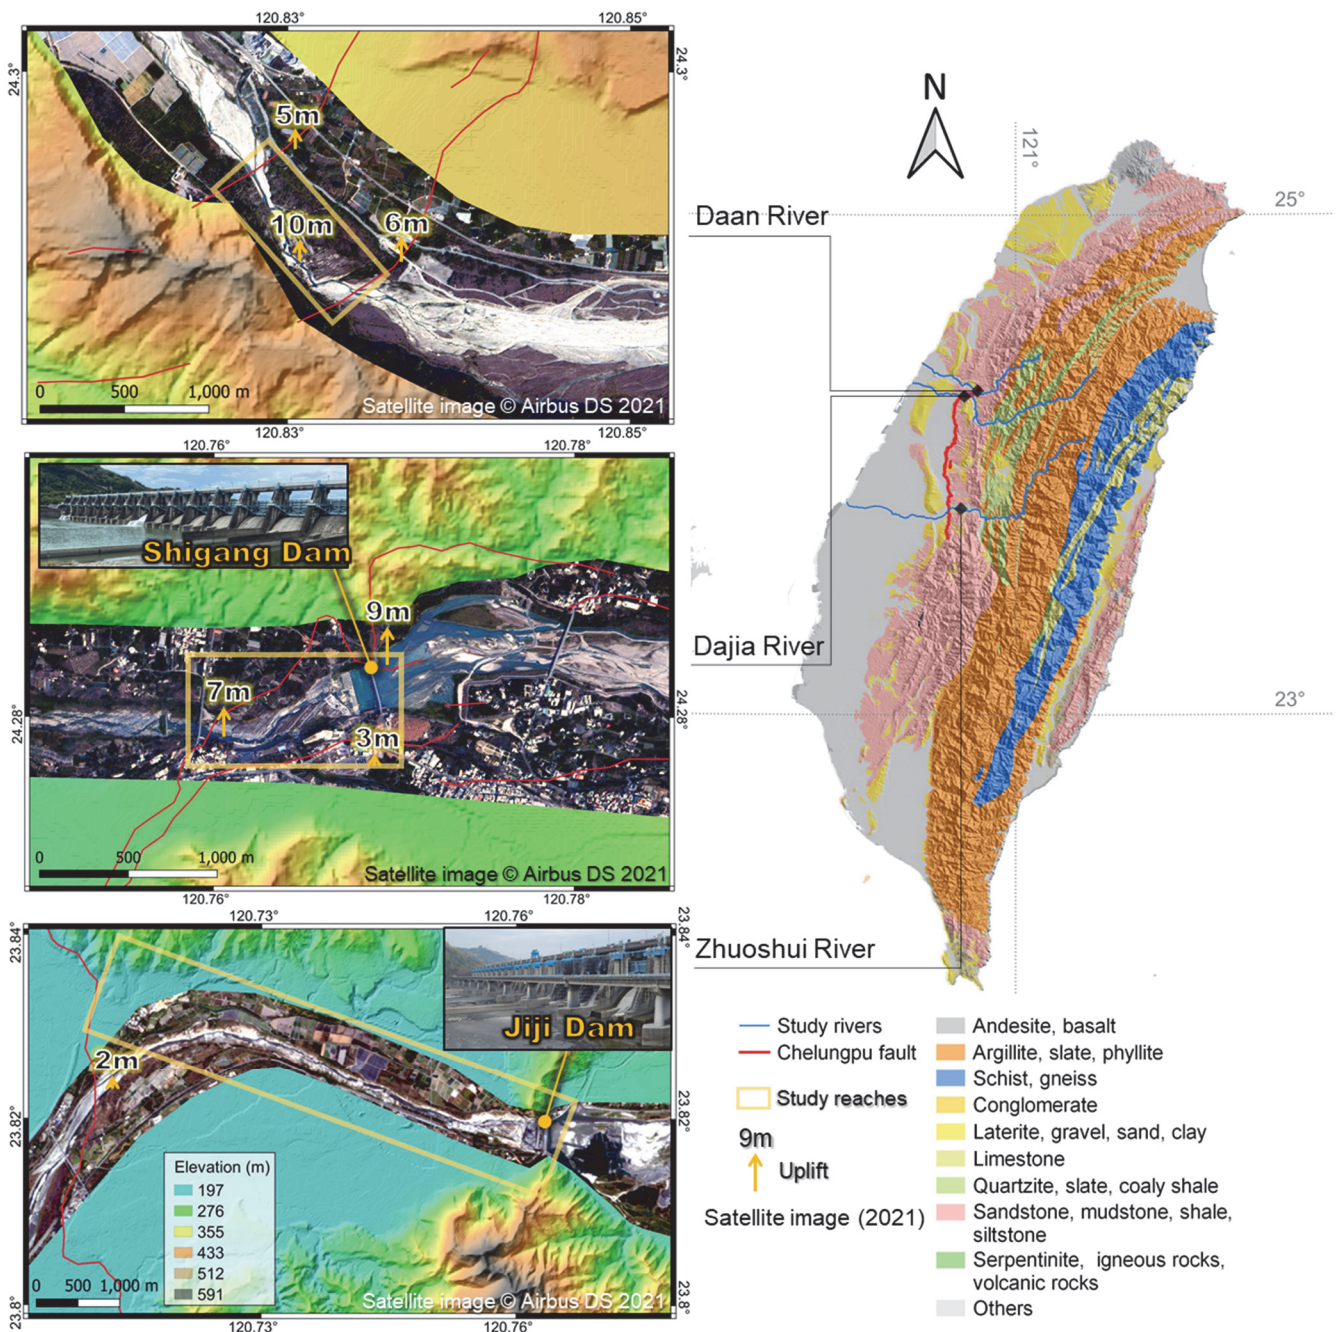 120.83°
120.85°
24.3°
24.3°
5m
10m
6m
0 500 1,000 m
Satellite image © Airbus DS 2021
120.83°
120.85°
120.76°
120.78°
Shigang Dam
9m
7m
3m
24.28°
24.28°
0 500 1,000 m
Satellite image © Airbus DS 2021
120.76°
120.78°
120.73°
120.76°
23.84°
23.84°
Jiji Dam
2m
23.82°
23.82°
Elevation (m)
197
276
355
433
512
591
0 500 1,000 m
Satellite image © Airbus DS 2021
23.8°
23.8°
120.73°
120.76°
N
121°
25°
23°
Daan River
Dajia River
Zhuoshui River
Study rivers
Chelungpu fault
Study reaches
9m
Uplift
Satellite image (2021)
Andesite, basalt
Argillite, slate, phyllite
Schist, gneiss
Conglomerate
Laterite, gravel, sand, clay
Limestone
Quartzite, slate, coaly shale
Sandstone, mudstone, shale,
siltstone
Serpentinite, igneous rocks,
volcanic rocks
Others